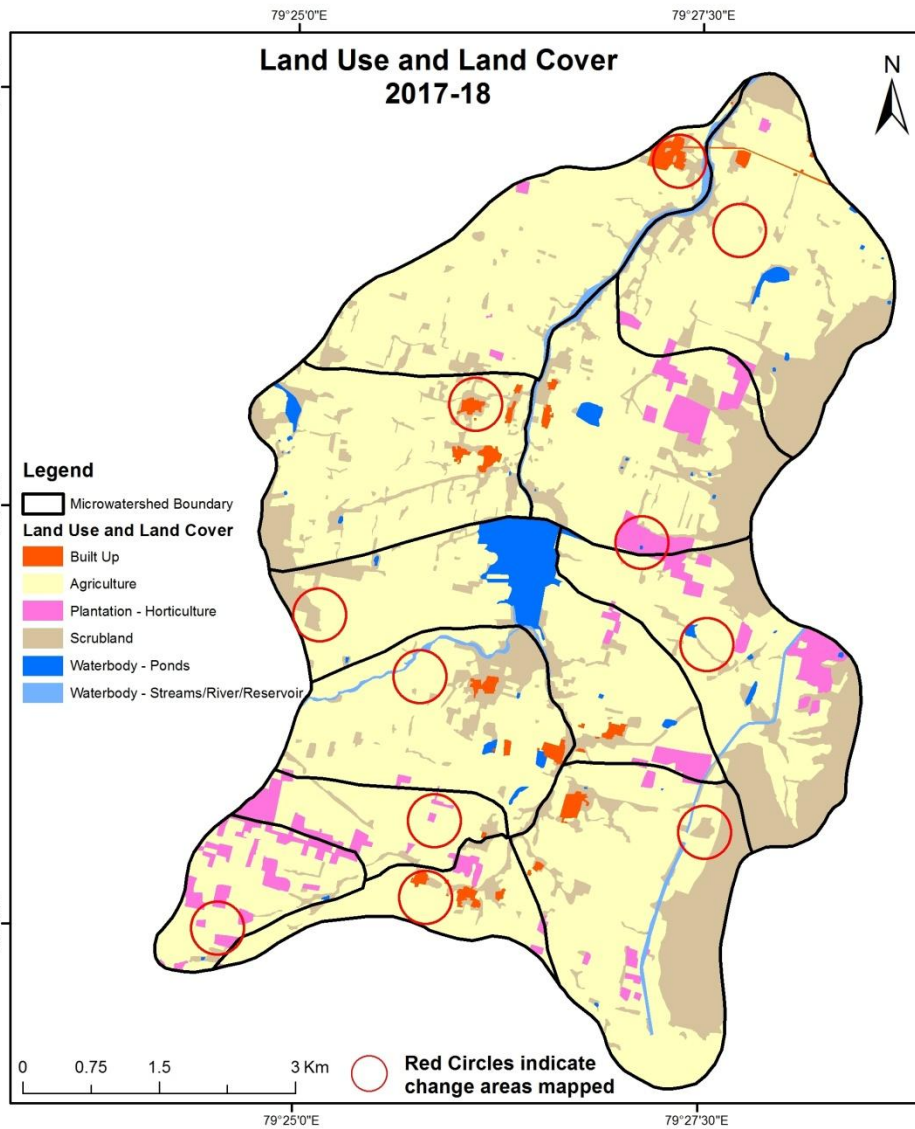 79°25'0"E
79°27'30"E
Land Use and Land Cover
2017-18
N
Legend
Microwatershed Boundary
Land Use and Land Cover
Built Up
Agriculture
Plantation - Horticulture
Scrubland
Waterbody - Ponds
Waterbody - Streams/River/Reservoir
0 0.75 1.5 3 Km
Red Circles indicate
change areas mapped
79°25'0"E
79°27'30"E